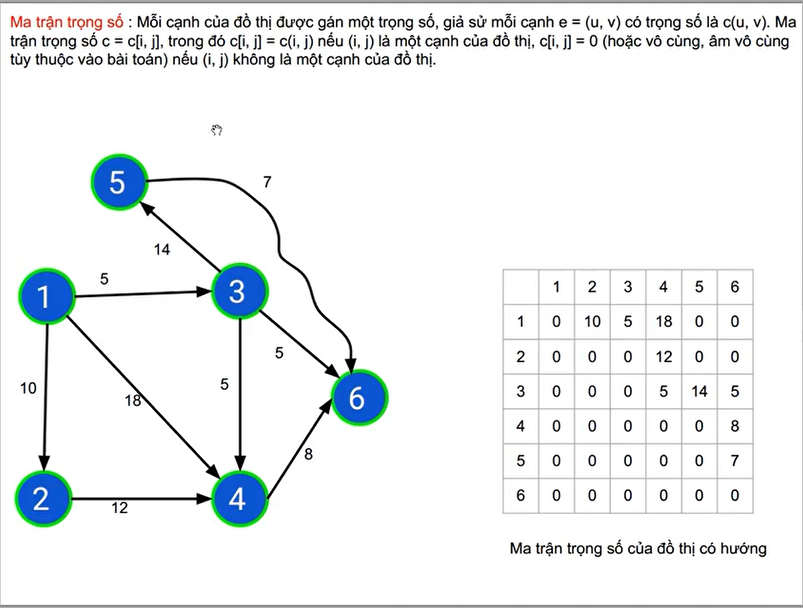 Ma trận trọng số : Mỗi cạnh của đồ thị được gán một trọng số, giả sử mỗi cạnh e = (u, v) có trọng số là c(u, v). Ma
trận trọng số c = c[i, j], trong đó c[i, j] = c(i, j) nếu (i, j) là một cạnh của đồ thị, c[i, j] = 0 (hoặc vô cùng, âm vô cùng
tùy thuộc vào bài toán) nếu (i, j) không là một cạnh của đồ thị.
5
7
14
5
1
3
5
10
18
5
6
8
2
4
12
1 2 3 4 5 6
1 0 10 5 18 0 0
2 0 0 0 12 0 0
3 0 0 0 5 14 5
4 0 0 0 0 0 8
5 0 0 0 0 0 7
6 0 0 0 0 0 0
Ma trận trọng số của đồ thị có hướng